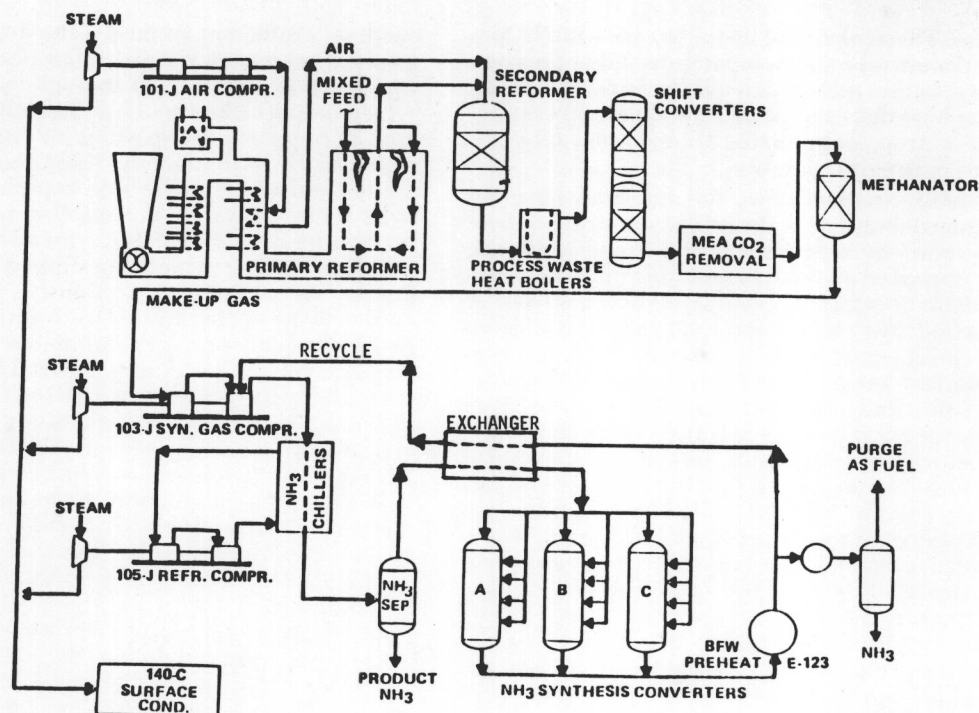 STEAM
101-J AIR COMPR.
AIR
MIXED
FEED
SECONDARY
REFORMER
SHIFT
CONVERTERS
METHANATOR
A
PRIMARY REFORMER
PROCESS WASTE
HEAT BOILERS
MEA CO2
REMOVAL
MAKE-UP GAS
STEAM
RECYCLE
103-J SYN. GAS COMPR.
EXCHANGER
NH3
CHILLERS
PURGE
AS FUEL
STEAM
105-J REFR. COMPR.
NH3
SEP
A
B
C
BFW
PREHEAT
E-123
NH3
PRODUCT
NH3
NH3 SYNTHESIS CONVERTERS
140-C
SURFACE
COND.